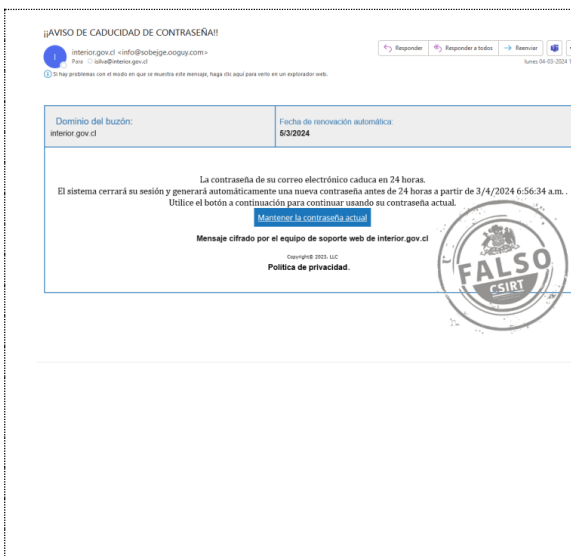 ¡¡AVISO DE CADUCIDAD DE CONTRASEÑA!!
interior.gov.cl <info@sobejge.ooguy.com>
Para isilva@interior.gov.cl
Responder
Responder a todos
Reenviar
lunes 04-03-2024 1
Si hay problemas con el modo en que se muestra este mensaje, haga clic aquí para verlo en un explorador web.
Dominio del buzón:
interior gov.cl
Fecha de renovación automática:
5/3/2024
La contraseña de su correo electrónico caduca en 24 horas.
El sistema cerrará su sesión y generará automáticamente una nueva contraseña antes de 24 horas a partir de 3/4/2024 6:56:34 a.m. .
Utilice el botón a continuación para continuar usando su contraseña actual.
Mantener la contraseña actual
Mensaje cifrado por el equipo de soporte web de interior.gov.cl
Copyright© 2023. LLC
Política de privacidad.
FALSO
CSIRT